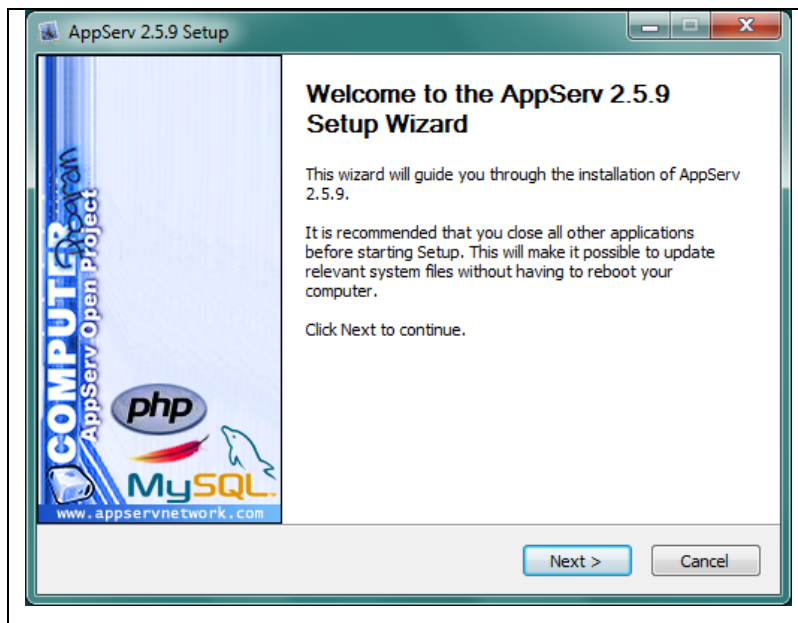 AppServ 2.5.9 Setup
Welcome to the AppServ 2.5.9
Setup Wizard
This wizard will guide you through the installation of AppServ
2.5.9.
It is recommended that you close all other applications
before starting Setup. This will make it possible to update
relevant system files without having to reboot your
computer.
Click Next to continue.
COMPUTER
Program
AppServ Open Project
php
MySQL
www.appservnetwork.com
Next >
Cancel